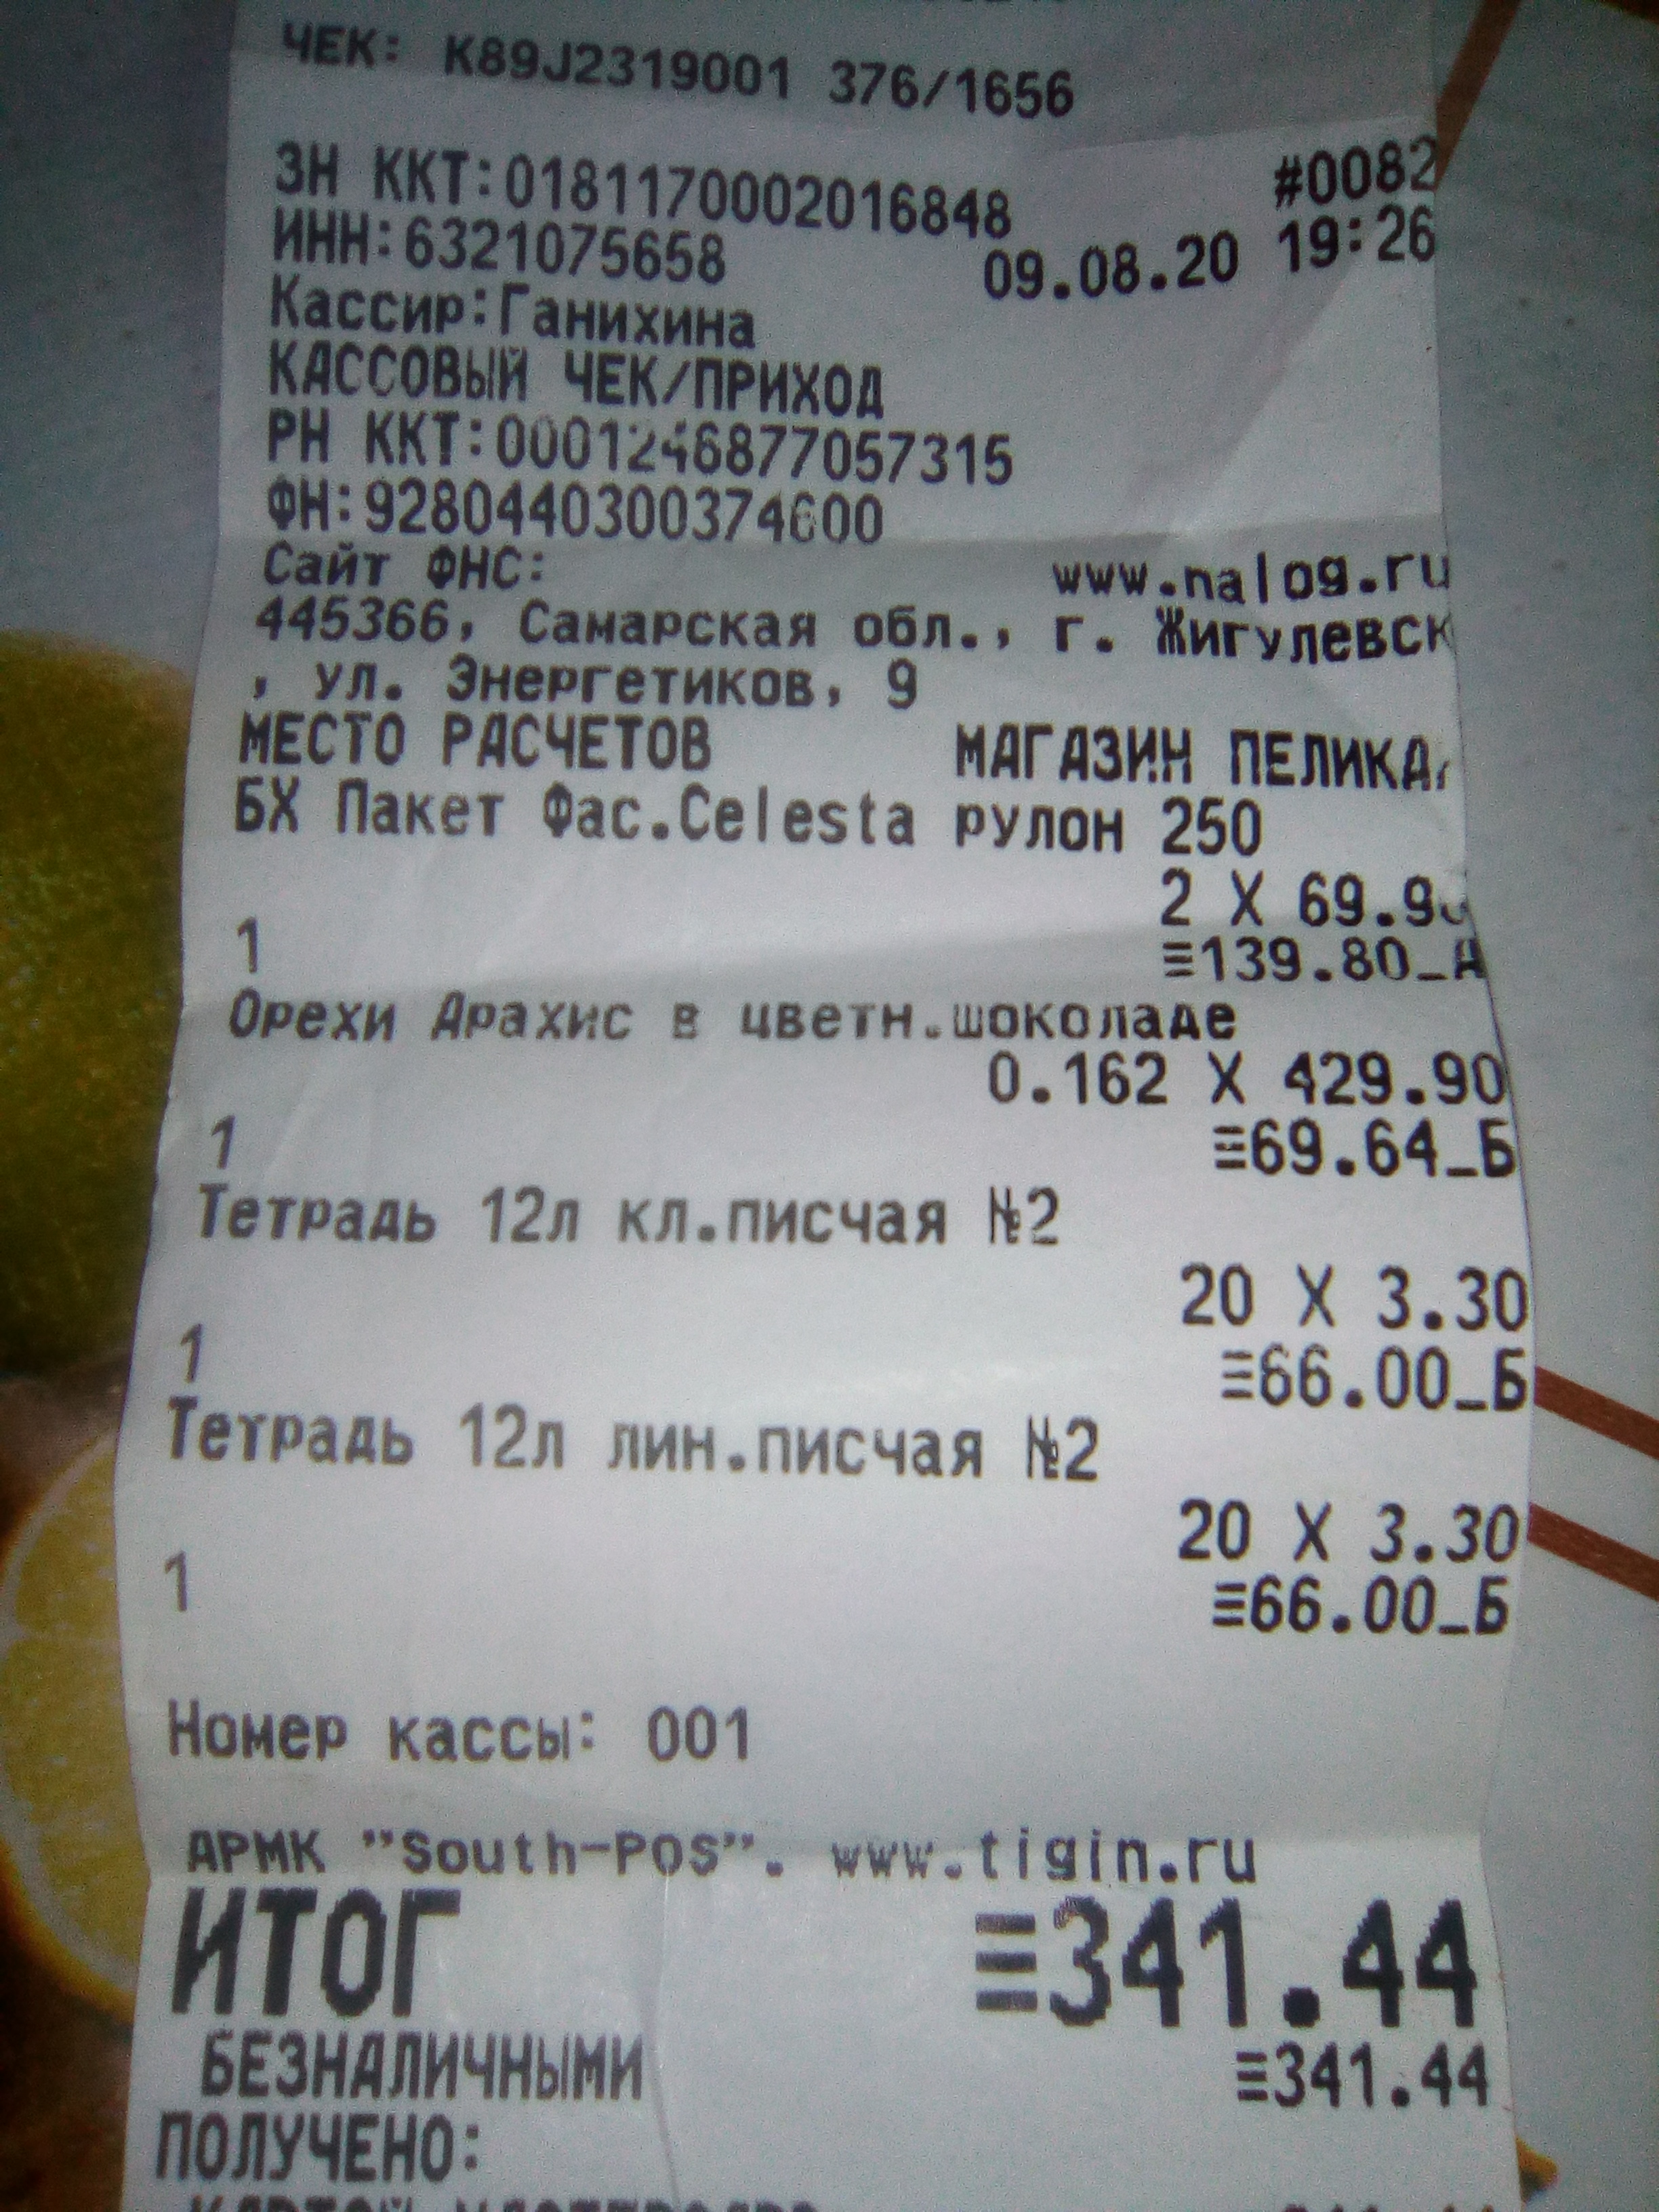 ЧЕК: K89J2319001 376/1656
#0082
ЗН ККТ:0181170002016848
ИНН:6321075658 09.08.20 19:26
Кассир:Ганихина
КАССОВЫЙ ЧЕК/ПРИХОД
РН ККТ:0001246877057315
ФН:9280440300374600
Сайт ФНС: www.nalog.ru
445366, Самарская обл., г. Жигулевск
, ул. Энергетиков, 9
МЕСТО РАСЧЕТОВ МАГАЗИН
БХ Пакет Фас.Celesta рулон 250
2 X 69.90
1 ≡139.80_А
Орехи Арахис в цветн.шоколаде
0.162 X 429.90
1 ≡69.64_Б
Тетрадь 12л кл.писчая №2
20 X 3.30
1 ≡66.00_Б
Тетрадь 12л лин.писчая №2
20 X 3.30
1 ≡66.00_Б
Номер кассы: 001
АРМК "South-POS". www.tigin.ru
ИТОГ ≡341.44
БЕЗНАЛИЧНЫМИ ≡341.44
ПОЛУЧЕНО: